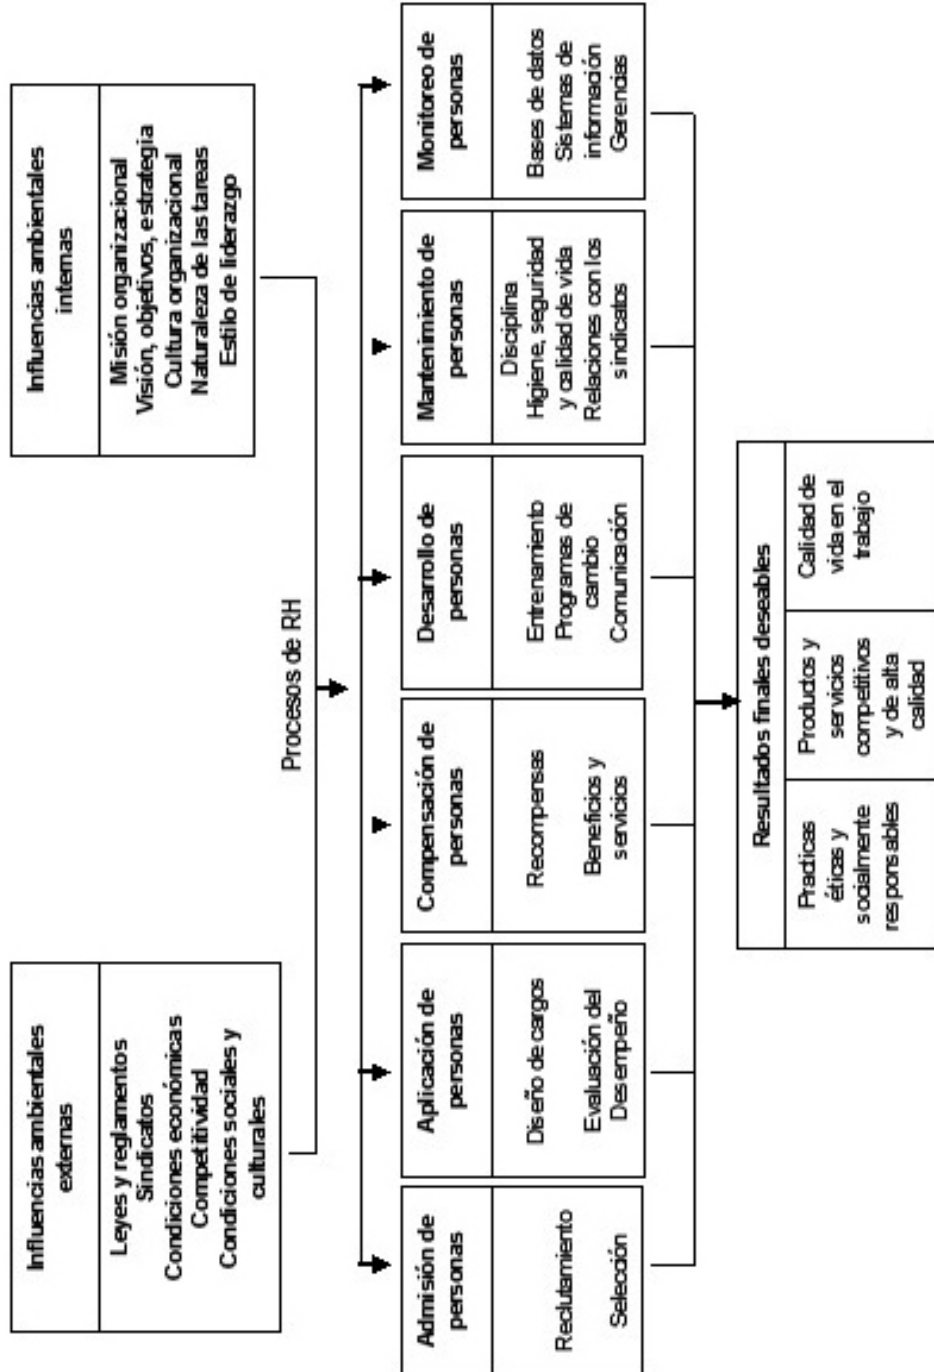 Influencias ambientales
externas
Leyes y reglamentos
Sindicatos
Condiciones económicas
Competitividad
Condiciones sociales y
culturales
Influencias ambientales
internas
Misión organizacional
Visión, objetivos, estrategia
Cultura organizacional
Naturaleza de las tareas
Estilo de liderazgo
Procesos de RH
Admisión de
personas
Reclutamiento
Selección
Aplicación de
personas
Diseño de cargos
Evaluación del
Desempeño
Compensación de
personas
Recompensas
Beneficios y
servicios
Desarrollo de
personas
Entrenamiento
Programas de
cambio
Comunicación
Mantenimiento de
personas
Disciplina
Higiene, seguridad
y calidad de vida
Relaciones con los
sindicatos
Monitoreo de
personas
Bases de datos
Sistemas de
información
Gerencias
Resultados finales deseables
Practicas
éticas y
socialmente
responsables
Productos y
servicios
competitivos
y de alta
calidad
Calidad de
vida en el
trabajo